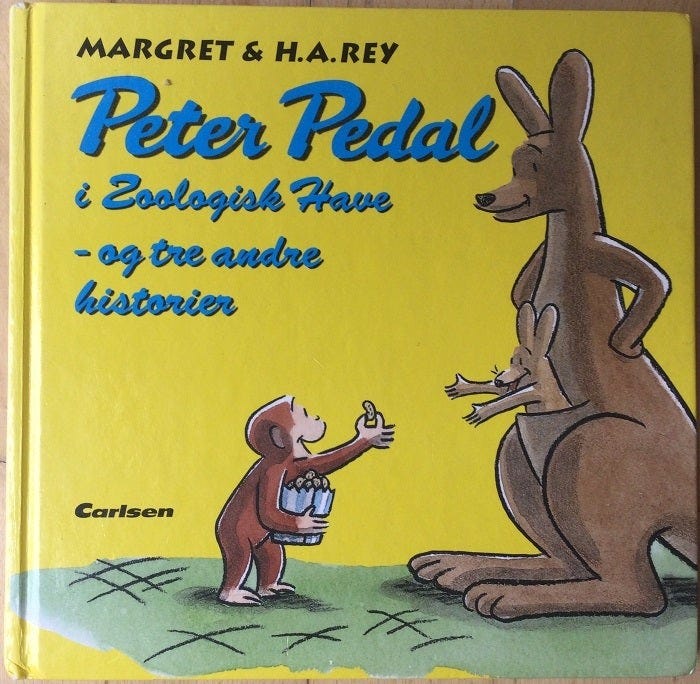 MARGRET & H.A.REY
Peter Pedal
i Zoologisk Have
- og tre andre
historier
Carlsen